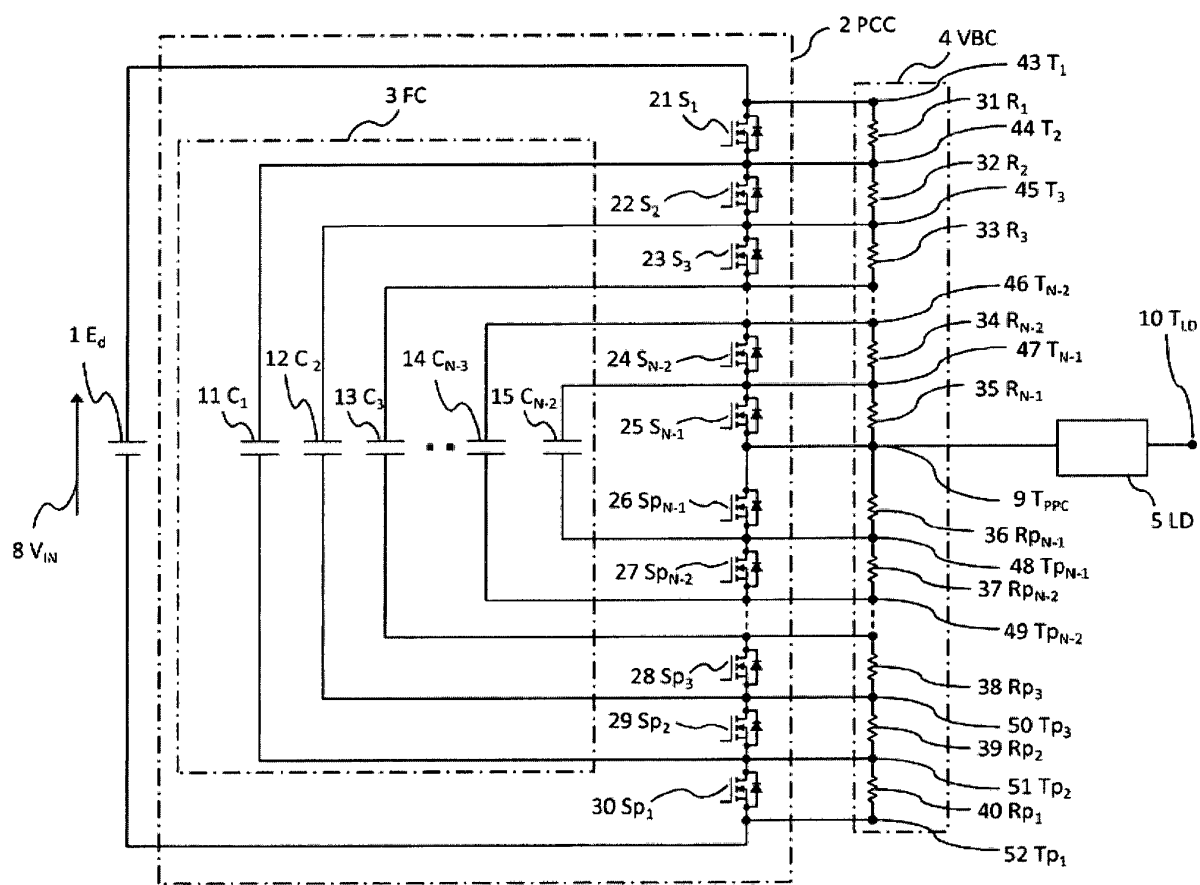 2 PCC
4 VBC
43 T1
3 FC
21 S1
31 R1
44 T2
32 R2
22 S2
45 T3
33 R3
23 S3
46 TN-2
10 TLD
1 Ed
34 RN-2
12 C2
14 CN-3
24 SN-2
47 TN-1
11 C1
13 C3
15 CN-2
35 RN-1
25 SN-1
26 SpN-1
9 TPPC
5 LD
8 VIN
36 RpN-1
48 TpN-1
27 SpN-2
37 RpN-2
49 TpN-2
28 Sp3
38 Rp3
50 Tp3
29 Sp2
39 Rp2
51 Tp2
30 Sp1
40 Rp1
52 Tp1